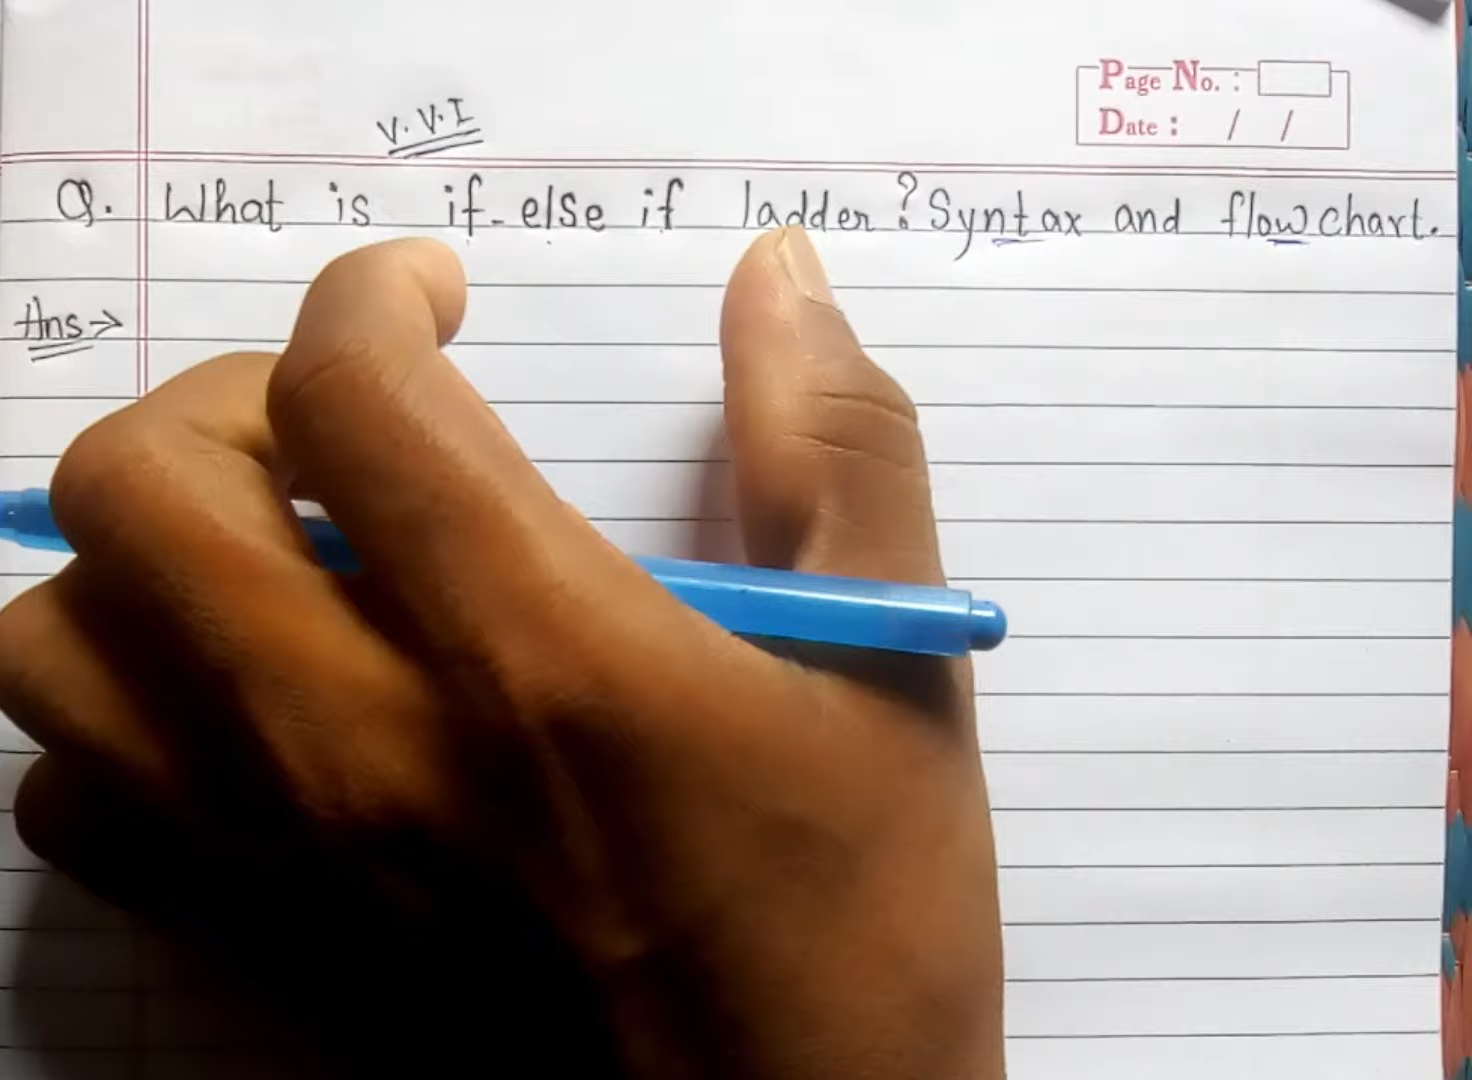 Page No. :
Date : / /
V.V.I
Q. What is if-else if ladder? Syntax and flowchart.
Ans→